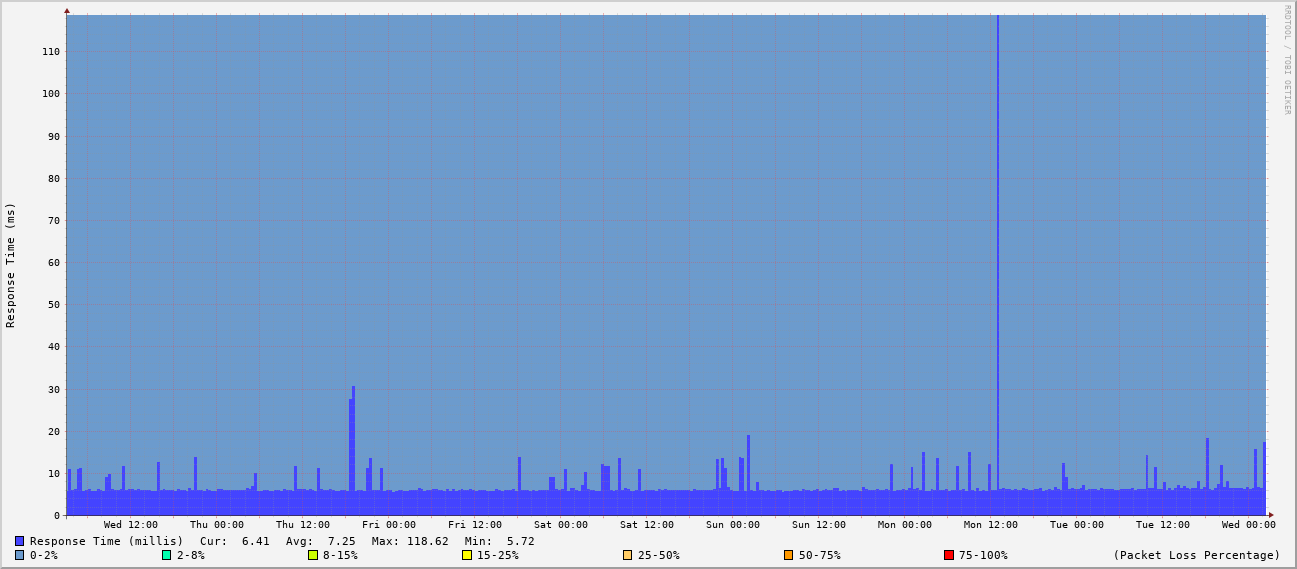 RRDTOOL / TOBI OETIKER
Response Time (ms)
110
100
90
80
70
60
50
40
30
20
10
0
Wed 12:00 Thu 00:00 Thu 12:00 Fri 00:00 Fri 12:00 Sat 00:00 Sat 12:00 Sun 00:00 Sun 12:00 Mon 00:00 Mon 12:00 Tue 00:00 Tue 12:00 Wed 00:00
Response Time (millis) Cur: 6.41 Avg: 7.25 Max: 118.62 Min: 5.72
0-2% 2-8% 8-15% 15-25% 25-50% 50-75% 75-100% (Packet Loss Percentage)